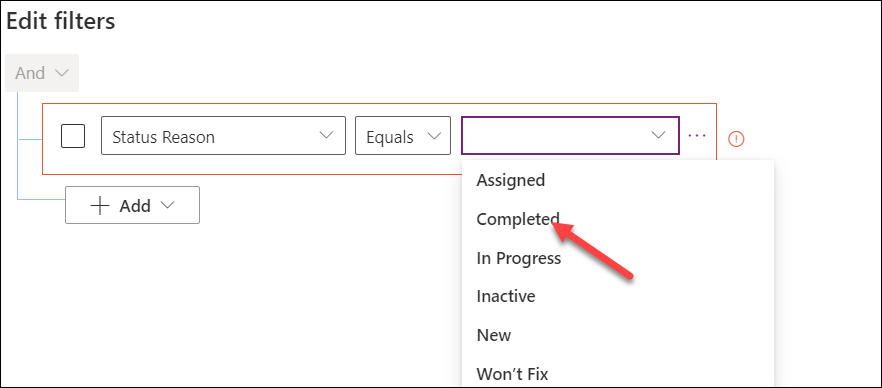 Edit filters
And
Status Reason Equals
Assigned
Completed
In Progress
Inactive
New
Won’t Fix
Add